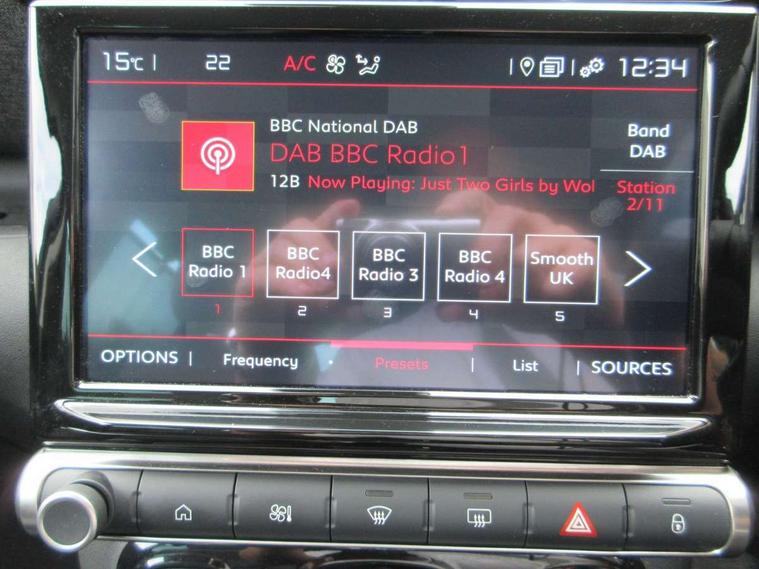 15°C | 22 A/C 12:34
BBC National DAB
DAB BBC Radio1
12B Now Playing: Just Two Girls by Wol
Band
DAB
Station
2/11
BBC
Radio 1
1
BBC
Radio4
2
BBC
Radio 3
3
BBC
Radio 4
4
Smooth
UK
5
OPTIONS | Frequency Presets | List | SOURCES